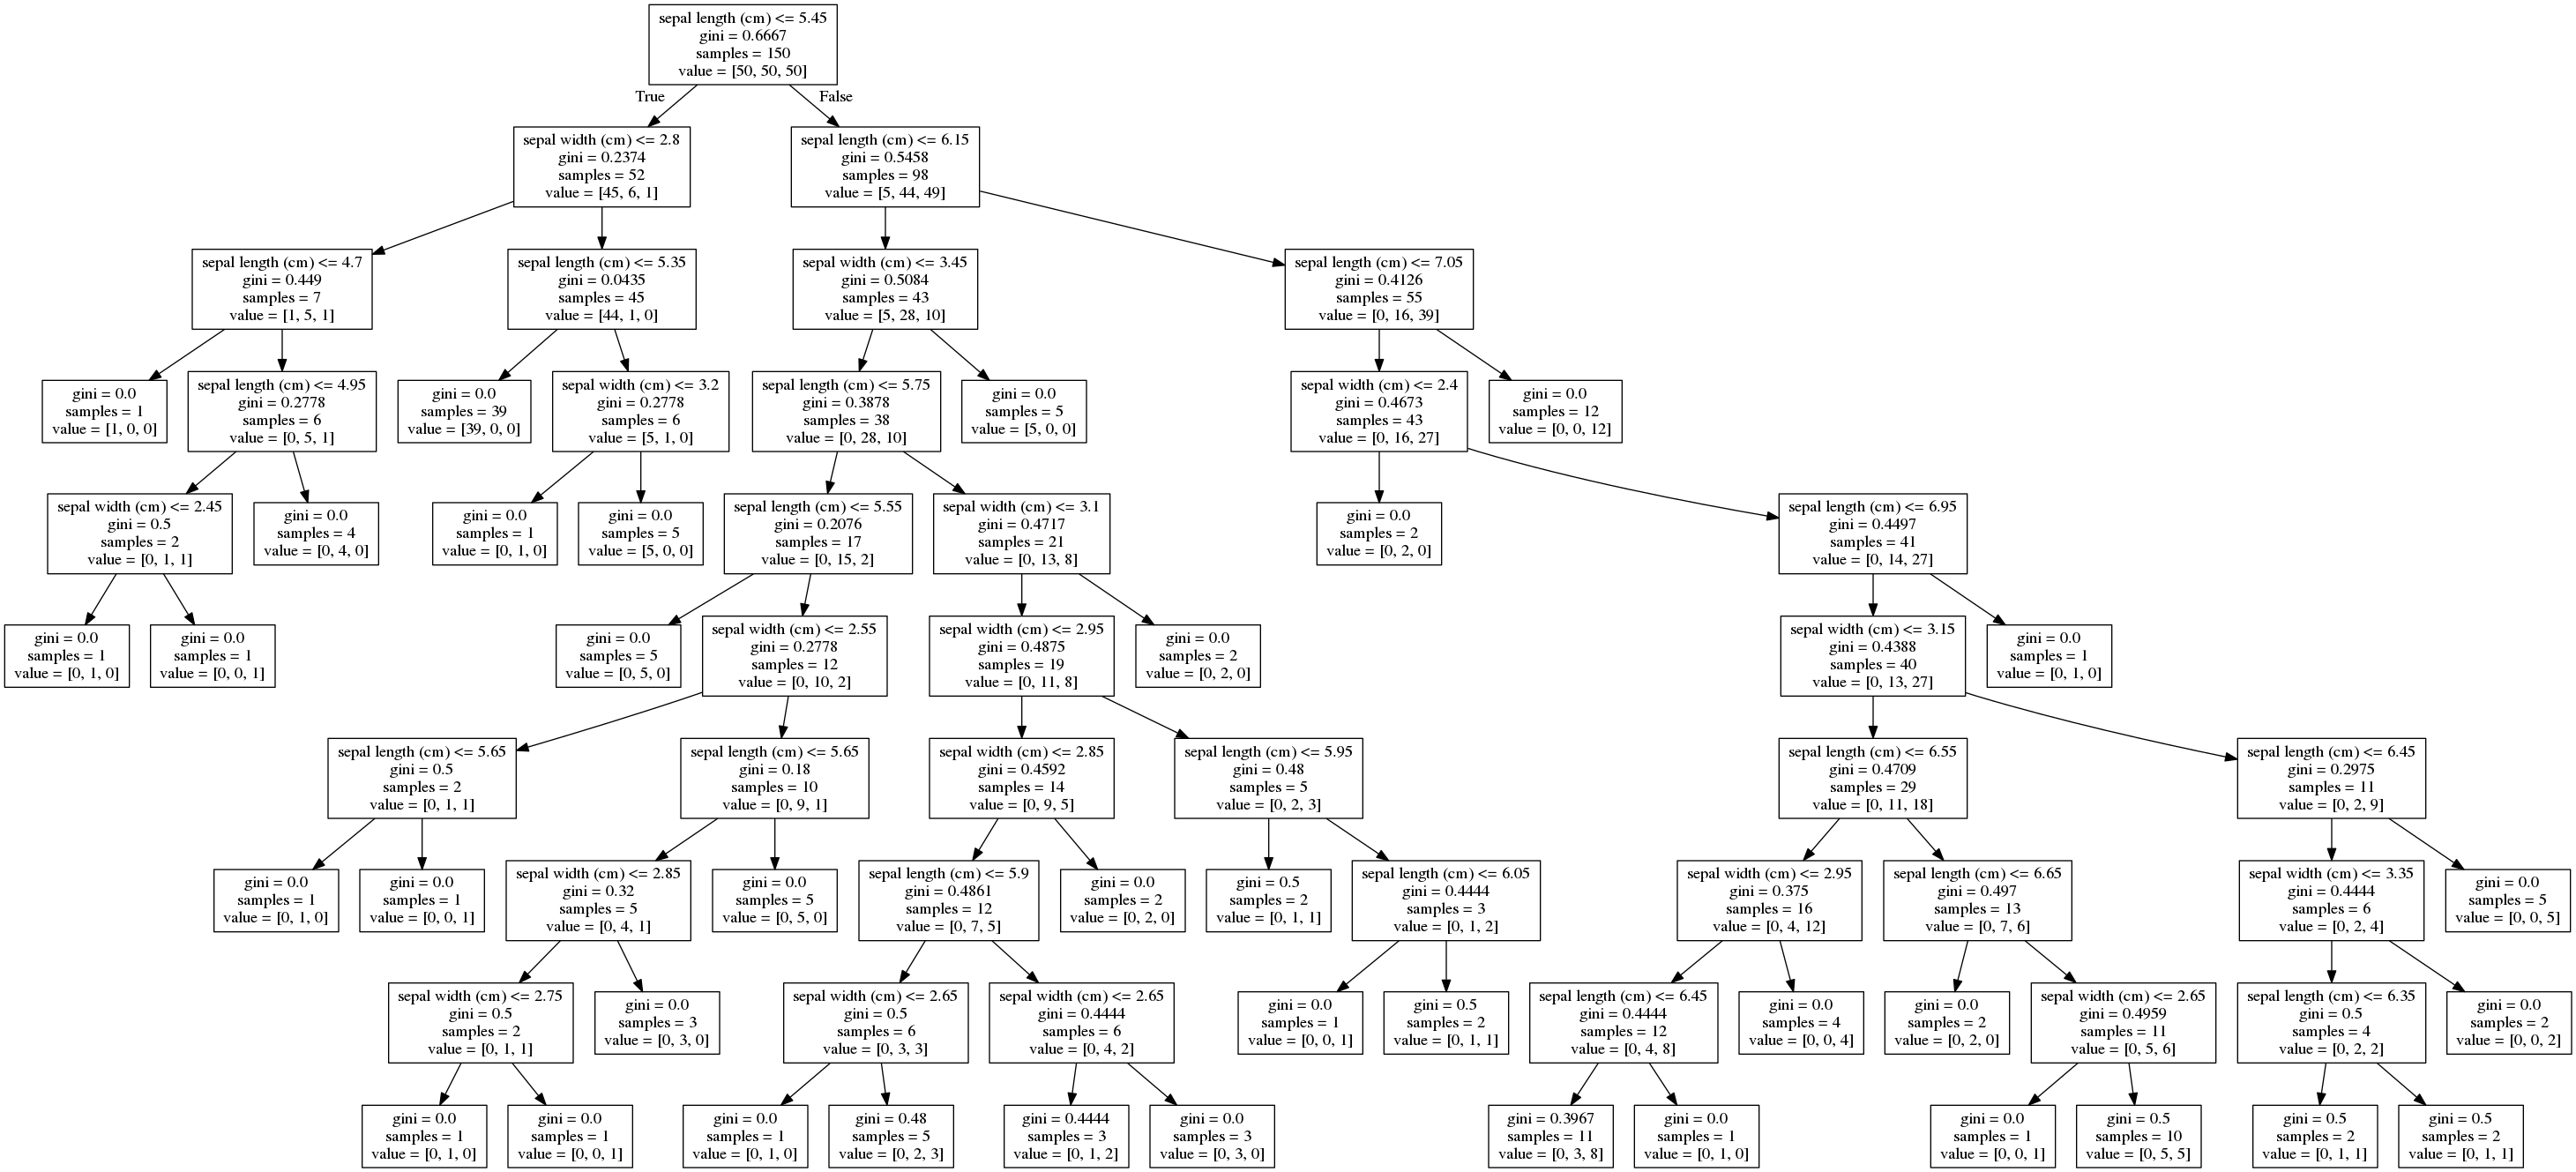 sepal length (cm) <= 5.45
gini = 0.6667
samples = 150
value = [50, 50, 50]
True
False
sepal width (cm) <= 2.8
gini = 0.2374
samples = 52
value = [45, 6, 1]
sepal length (cm) <= 6.15
gini = 0.5458
samples = 98
value = [5, 44, 49]
sepal length (cm) <= 4.7
gini = 0.449
samples = 7
value = [1, 5, 1]
sepal length (cm) <= 5.35
gini = 0.0435
samples = 45
value = [44, 1, 0]
sepal width (cm) <= 3.45
gini = 0.5084
samples = 43
value = [5, 28, 10]
sepal length (cm) <= 7.05
gini = 0.4126
samples = 55
value = [0, 16, 39]
gini = 0.0
samples = 1
value = [1, 0, 0]
sepal length (cm) <= 4.95
gini = 0.2778
samples = 6
value = [0, 5, 1]
gini = 0.0
samples = 39
value = [39, 0, 0]
sepal width (cm) <= 3.2
gini = 0.2778
samples = 6
value = [5, 1, 0]
sepal length (cm) <= 5.75
gini = 0.3878
samples = 38
value = [0, 28, 10]
gini = 0.0
samples = 5
value = [5, 0, 0]
sepal width (cm) <= 2.4
gini = 0.4673
samples = 43
value = [0, 16, 27]
gini = 0.0
samples = 12
value = [0, 0, 12]
sepal width (cm) <= 2.45
gini = 0.5
samples = 2
value = [0, 1, 1]
gini = 0.0
samples = 4
value = [0, 4, 0]
gini = 0.0
samples = 1
value = [0, 1, 0]
gini = 0.0
samples = 5
value = [5, 0, 0]
sepal length (cm) <= 5.55
gini = 0.2076
samples = 17
value = [0, 15, 2]
sepal width (cm) <= 3.1
gini = 0.4717
samples = 21
value = [0, 13, 8]
gini = 0.0
samples = 2
value = [0, 2, 0]
sepal length (cm) <= 6.95
gini = 0.4497
samples = 41
value = [0, 14, 27]
gini = 0.0
samples = 1
value = [0, 1, 0]
gini = 0.0
samples = 1
value = [0, 0, 1]
gini = 0.0
samples = 5
value = [0, 5, 0]
sepal width (cm) <= 2.55
gini = 0.2778
samples = 12
value = [0, 10, 2]
sepal width (cm) <= 2.95
gini = 0.4875
samples = 19
value = [0, 11, 8]
gini = 0.0
samples = 2
value = [0, 2, 0]
sepal width (cm) <= 3.15
gini = 0.4388
samples = 40
value = [0, 13, 27]
gini = 0.0
samples = 1
value = [0, 1, 0]
sepal length (cm) <= 5.65
gini = 0.5
samples = 2
value = [0, 1, 1]
sepal length (cm) <= 5.65
gini = 0.18
samples = 10
value = [0, 9, 1]
sepal width (cm) <= 2.85
gini = 0.4592
samples = 14
value = [0, 9, 5]
sepal length (cm) <= 5.95
gini = 0.48
samples = 5
value = [0, 2, 3]
sepal length (cm) <= 6.55
gini = 0.4709
samples = 29
value = [0, 11, 18]
sepal length (cm) <= 6.45
gini = 0.2975
samples = 11
value = [0, 2, 9]
gini = 0.0
samples = 1
value = [0, 1, 0]
gini = 0.0
samples = 1
value = [0, 0, 1]
sepal width (cm) <= 2.85
gini = 0.32
samples = 5
value = [0, 4, 1]
gini = 0.0
samples = 5
value = [0, 5, 0]
sepal length (cm) <= 5.9
gini = 0.4861
samples = 12
value = [0, 7, 5]
gini = 0.0
samples = 2
value = [0, 2, 0]
gini = 0.5
samples = 2
value = [0, 1, 1]
sepal length (cm) <= 6.05
gini = 0.4444
samples = 3
value = [0, 1, 2]
sepal width (cm) <= 2.95
gini = 0.375
samples = 16
value = [0, 4, 12]
sepal length (cm) <= 6.65
gini = 0.497
samples = 13
value = [0, 7, 6]
sepal width (cm) <= 3.35
gini = 0.4444
samples = 6
value = [0, 2, 4]
gini = 0.0
samples = 5
value = [0, 0, 5]
sepal width (cm) <= 2.75
gini = 0.5
samples = 2
value = [0, 1, 1]
gini = 0.0
samples = 3
value = [0, 3, 0]
sepal width (cm) <= 2.65
gini = 0.5
samples = 6
value = [0, 3, 3]
sepal width (cm) <= 2.65
gini = 0.4444
samples = 6
value = [0, 4, 2]
gini = 0.0
samples = 1
value = [0, 0, 1]
gini = 0.5
samples = 2
value = [0, 1, 1]
sepal length (cm) <= 6.45
gini = 0.4444
samples = 12
value = [0, 4, 8]
gini = 0.0
samples = 4
value = [0, 0, 4]
gini = 0.0
samples = 2
value = [0, 2, 0]
sepal width (cm) <= 2.65
gini = 0.4959
samples = 11
value = [0, 5, 6]
sepal length (cm) <= 6.35
gini = 0.5
samples = 4
value = [0, 2, 2]
gini = 0.0
samples = 2
value = [0, 0, 2]
gini = 0.0
samples = 1
value = [0, 1, 0]
gini = 0.0
samples = 1
value = [0, 0, 1]
gini = 0.0
samples = 1
value = [0, 1, 0]
gini = 0.48
samples = 5
value = [0, 2, 3]
gini = 0.4444
samples = 3
value = [0, 1, 2]
gini = 0.0
samples = 3
value = [0, 3, 0]
gini = 0.3967
samples = 11
value = [0, 3, 8]
gini = 0.0
samples = 1
value = [0, 1, 0]
gini = 0.0
samples = 1
value = [0, 0, 1]
gini = 0.5
samples = 10
value = [0, 5, 5]
gini = 0.5
samples = 2
value = [0, 1, 1]
gini = 0.5
samples = 2
value = [0, 1, 1]